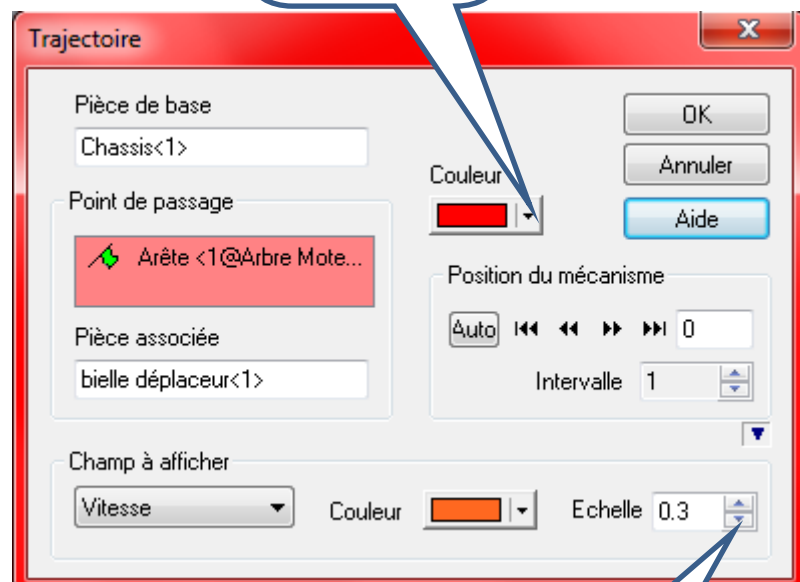 Trajectoire
Pièce de base
Chassis<1>
OK
Annuler
Aide
Couleur
Point de passage
Arête <1@Arbre Mote...
Pièce associée
bielle déplaceur<1>
Position du mécanisme
Auto 0
Intervalle 1
Champ à afficher
Vitesse Couleur Echelle 0.3